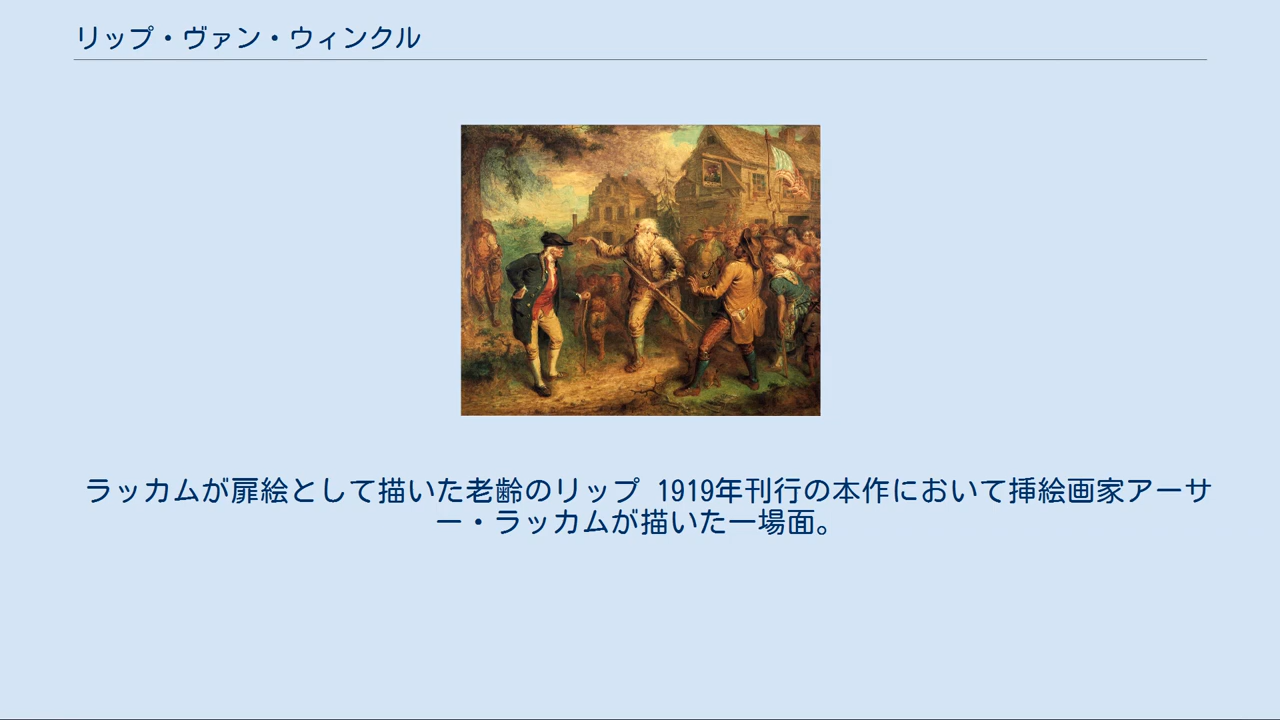 リップ・ヴァン・ウィンクル
ラッカムが扉絵として描いた老齢のリップ 1919年刊行の本作において挿絵画家アーサ
ー・ラッカムが描いた一場面。